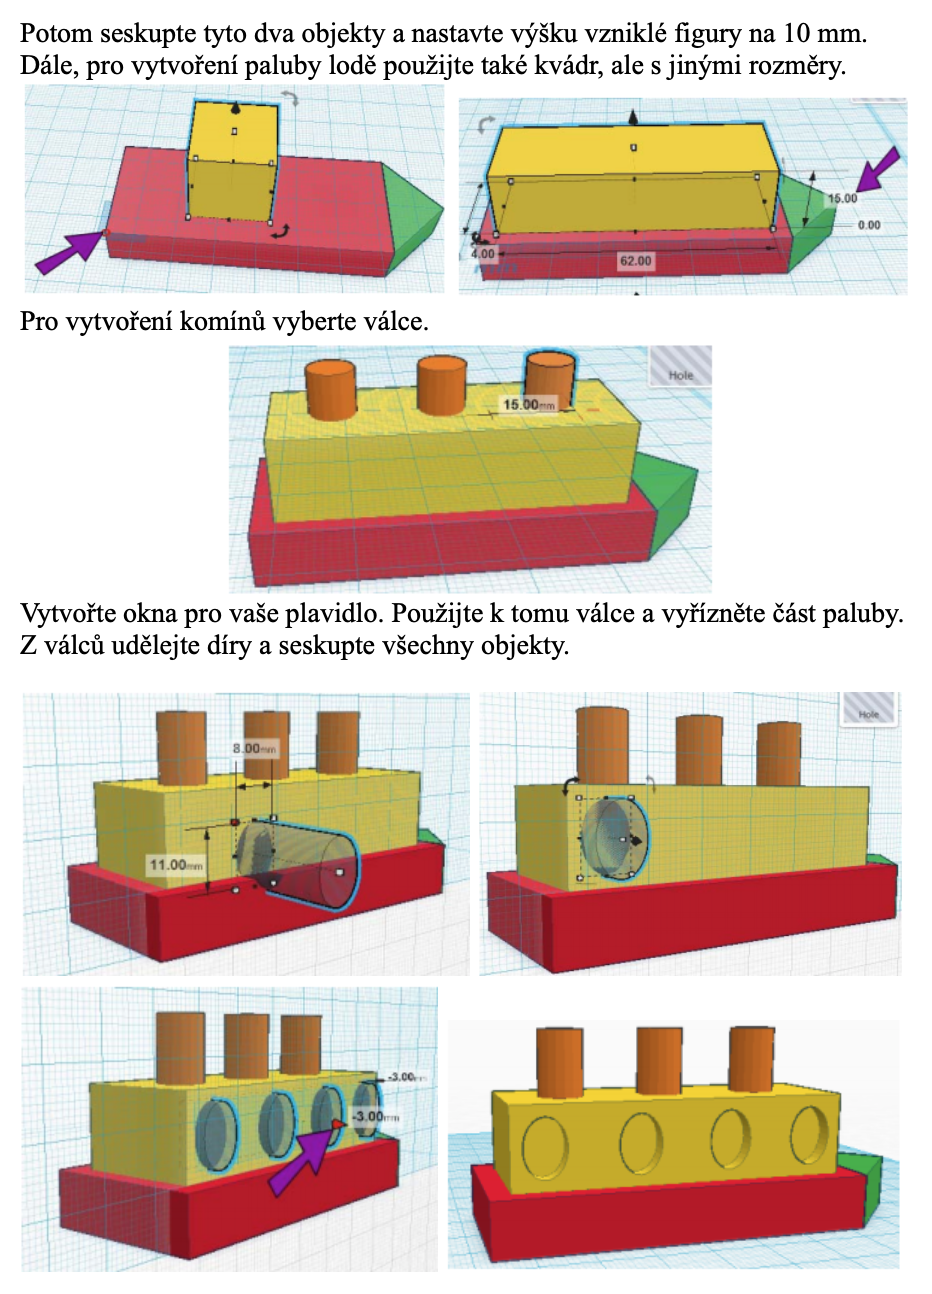 Potom seskupte tyto dva objekty a nastavte výšku vzniklé figury na 10 mm.
Dále, pro vytvoření paluby lodě použijte také kvádr, ale s jinými rozměry.
15.00
0.00
4.00
62.00
Pro vytvoření komínů vyberte válce.
Hole
15.00mm
Vytvořte okna pro vaše plavidlo. Použijte k tomu válce a vyřízněte část paluby.
Z válců udělejte díry a seskupte všechny objekty.
8.00mm
11.00mm
Hole
-3.00
-3.00mm